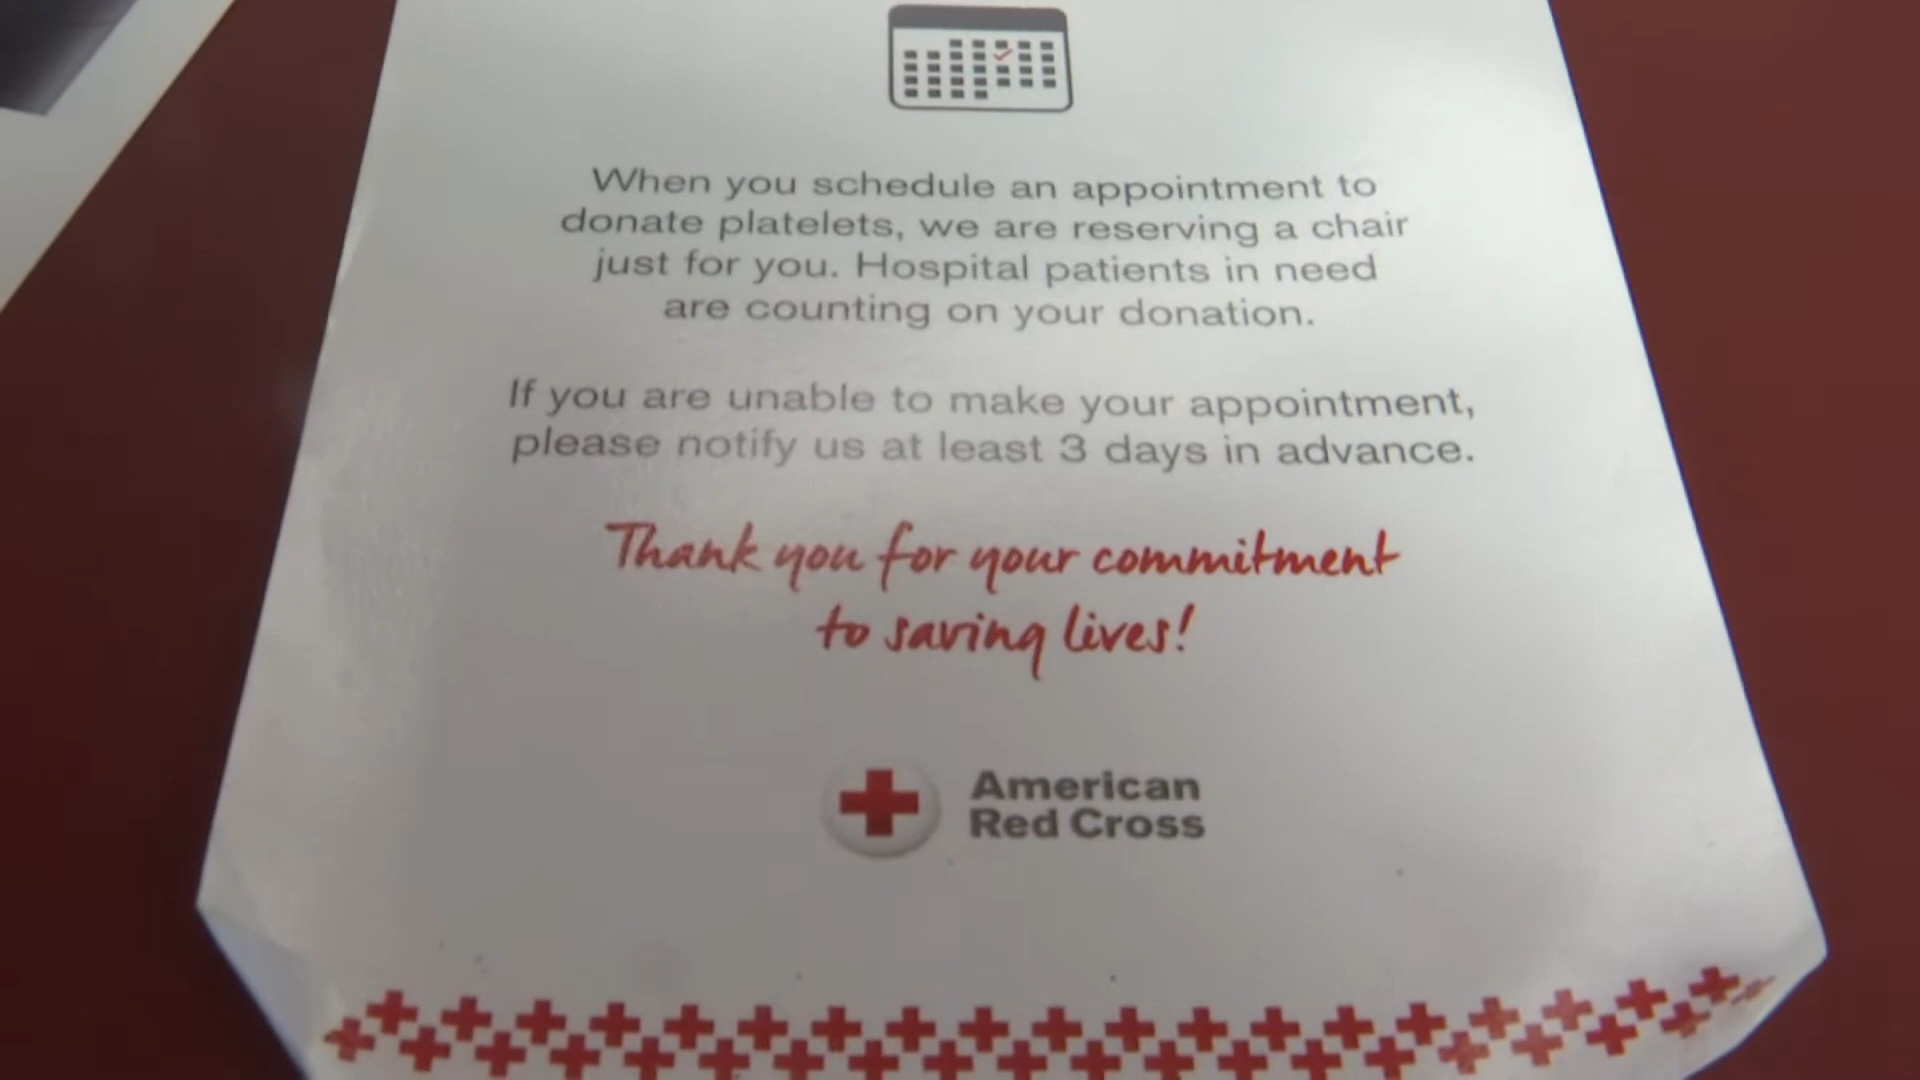 When you schedule an appointment to
donate platelets, we are reserving a chair
just for you. Hospital patients in need
are counting on your donation.
If you are unable to make your appointment,
please notify us at least 3 days in advance.
Thank you for your commitment
to saving lives!
American
Red Cross